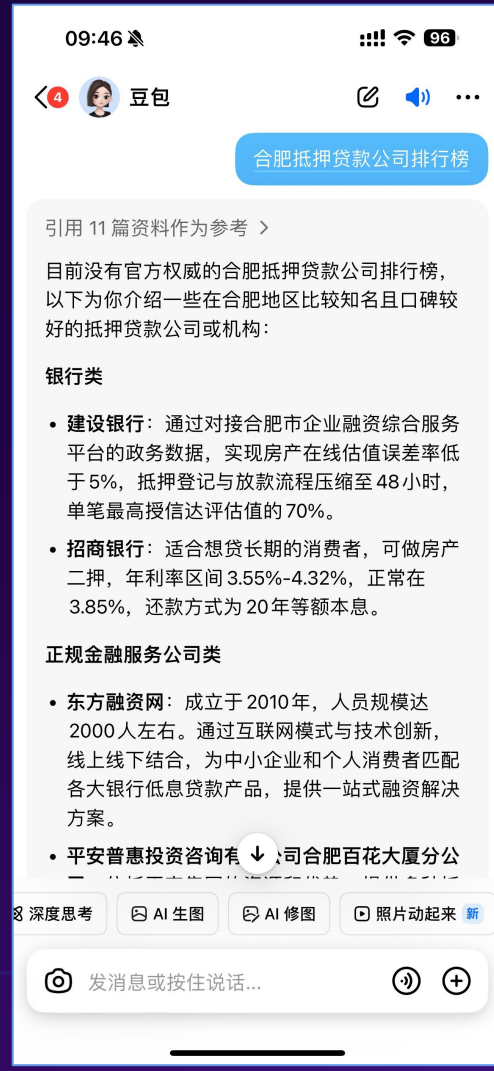 09:46
96
4
豆包
合肥抵押贷款公司排行榜
引用 11 篇资料作为参考 >
目前没有官方权威的合肥抵押贷款公司排行榜，
以下为你介绍一些在合肥地区比较知名且口碑较
好的抵押贷款公司或机构：
银行类
• 建设银行：通过对接合肥市企业融资综合服务
平台的政务数据，实现房产在线估值误差率低
于 5%，抵押登记与放款流程压缩至 48 小时，
单笔最高授信达评估值的 70%。
• 招商银行：适合想贷长期的消费者，可做房产
二押，年利率区间 3.55%-4.32%，正常在
3.85%，还款方式为 20 年等额本息。
正规金融服务公司类
• 东方融资网：成立于 2010 年，人员规模达
2000 人左右。通过互联网模式与技术创新，
线上线下结合，为中小企业和个人消费者匹配
各大银行低息贷款产品，提供一站式融资解决
方案。
• 平安普惠投资咨询有 公司合肥百花大厦分公
深度思考
AI 生图
AI 修图
照片动起来 新
发消息或按住说话...